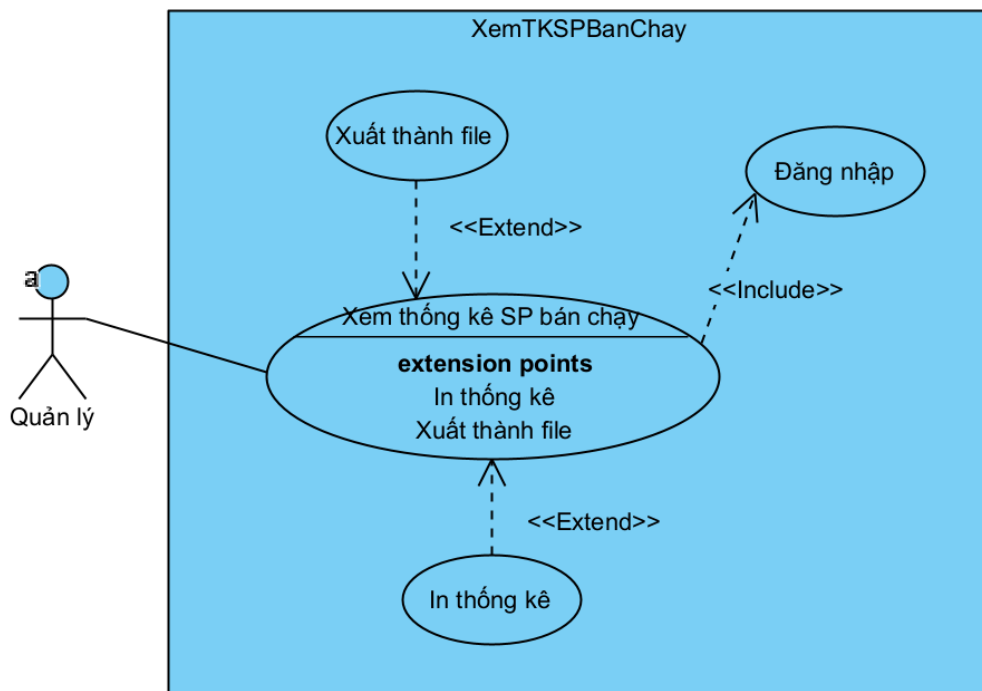 XemTKSPBanChay
Xuất thành file
Đăng nhập
<<Extend>>
a
<<Include>>
Xem thống kê SP bán chạy
extension points
In thống kê
Xuất thành file
Quản lý
<<Extend>>
In thống kê